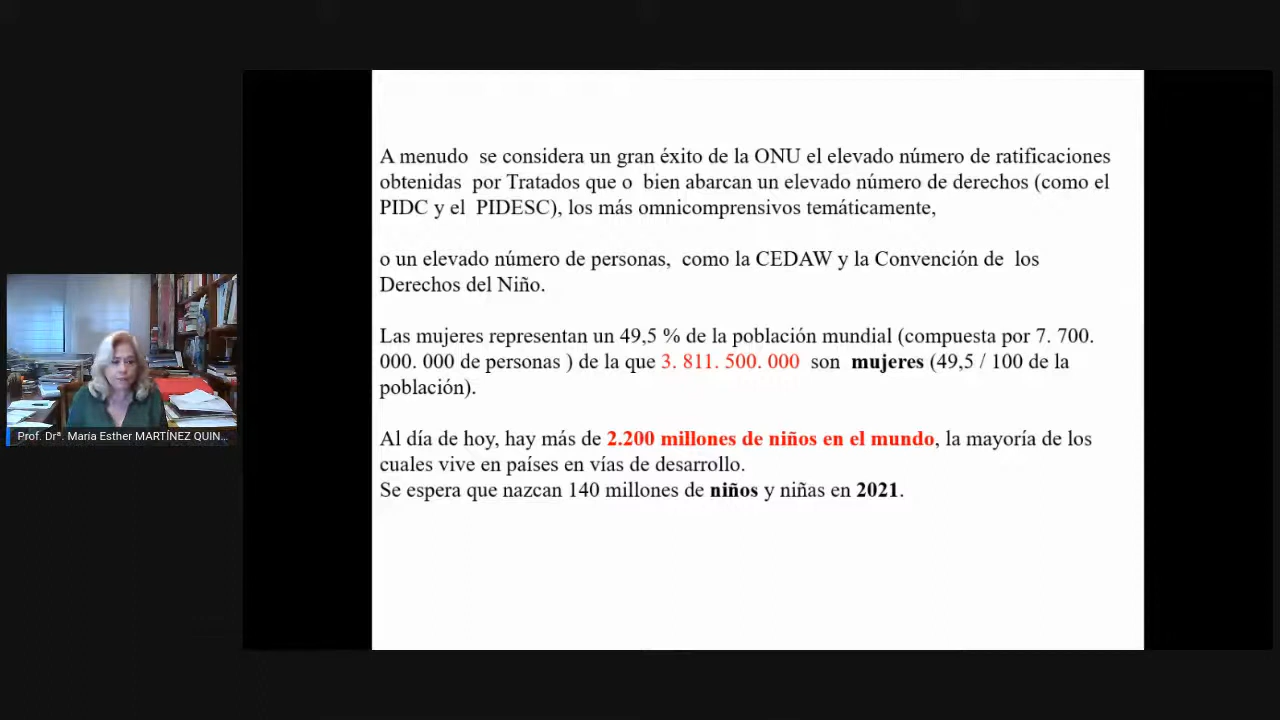 A menudo se considera un gran éxito de la ONU el elevado número de ratificaciones
obtenidas por Tratados que o bien abarcan un elevado número de derechos (como el
PIDC y el PIDESC), los más omnicomprensivos temáticamente,
o un elevado número de personas, como la CEDAW y la Convención de los
Derechos del Niño.
Las mujeres representan un 49,5 % de la población mundial (compuesta por 7. 700.
000. 000 de personas ) de la que 3. 811. 500. 000 son mujeres (49,5 / 100 de la
población).
Al día de hoy, hay más de 2.200 millones de niños en el mundo, la mayoría de los
cuales vive en países en vías de desarrollo.
Se espera que nazcan 140 millones de niños y niñas en 2021.
Prof. Drª. María Esther MARTÍNEZ QUIN...